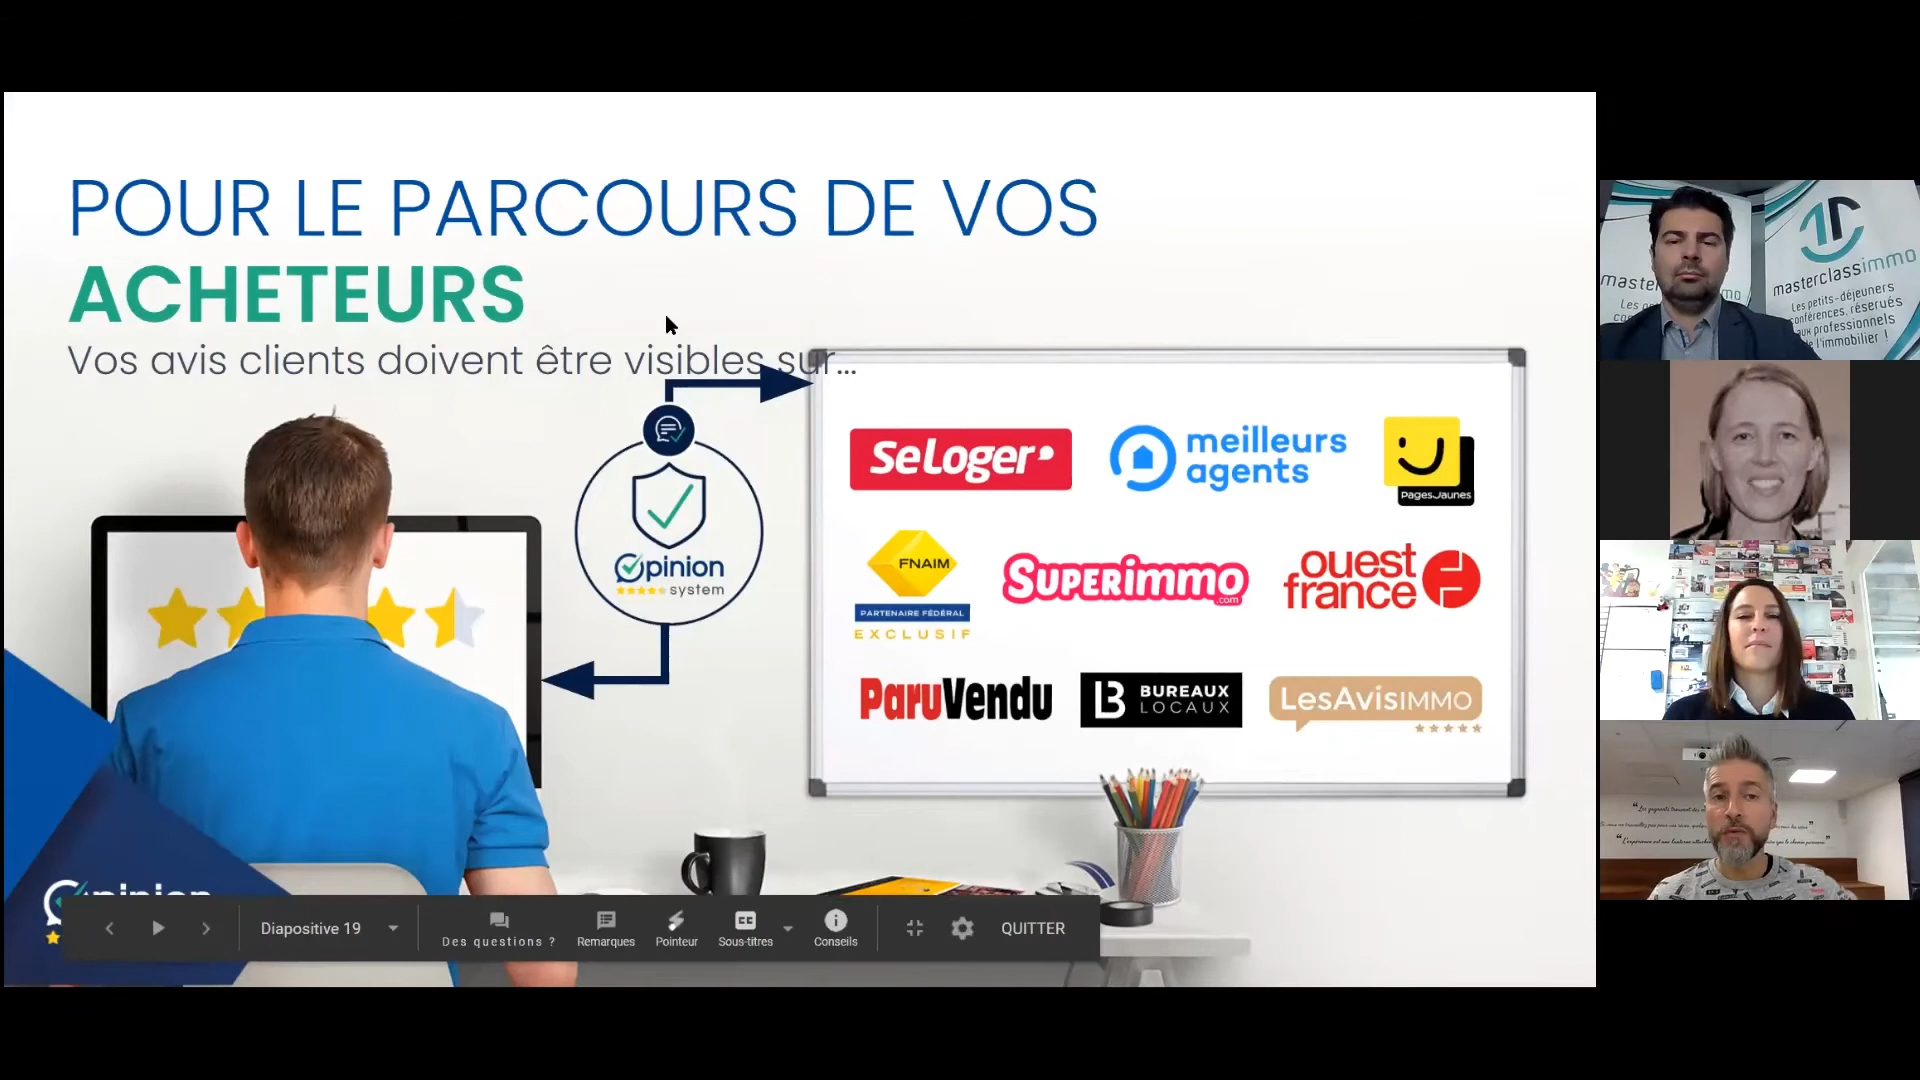 POUR LE PARCOURS DE VOS
ACHETEURS
Vos avis clients doivent être visibles sur...
Opinion
system
SeLoger
meilleurs
agents
PagesJaunes
FNAIM
PARTENAIRE FÉDÉRAL
EXCLUSIF
SUPERimmo
.com
ouest
france
ParuVendu
BUREAUX
LOCAUX
LesAvisIMMO
Diapositive 19
Des questions ?
Remarques
CC
Pointeur
Sous-titres
Conseils
QUITTER
masterclassimmo
Les petits-déjeuners
conférences, réservés
aux professionnels
de l'immobilier !